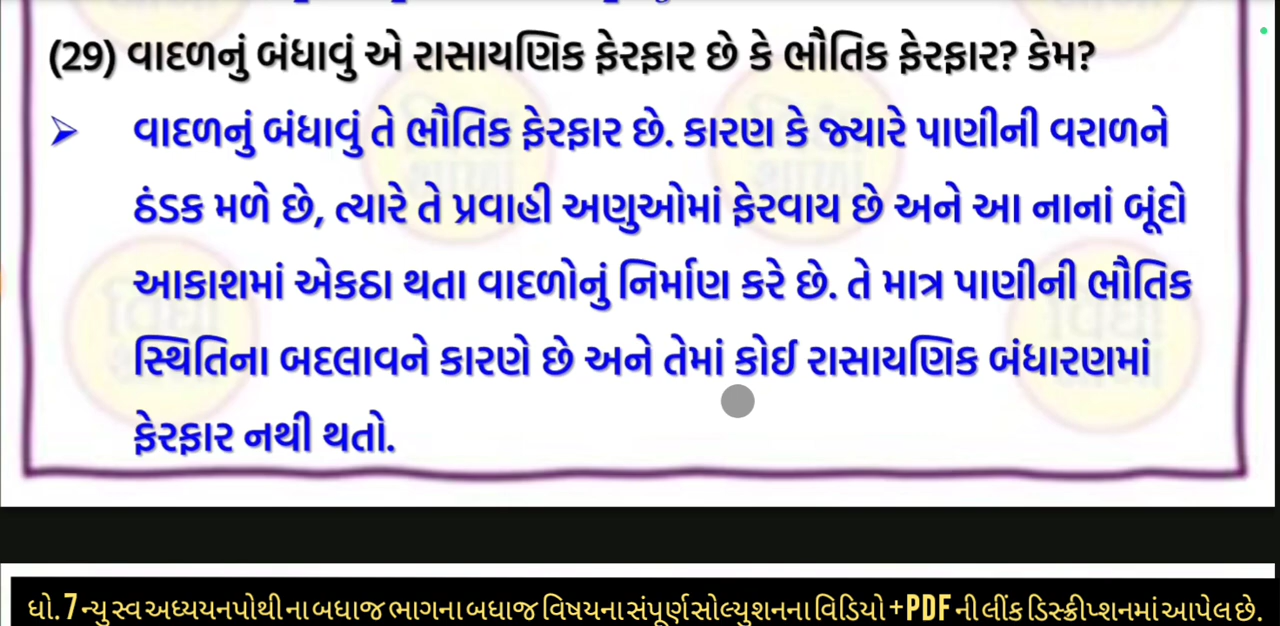 (29) વાદળનું બંધાવું એ રાસાયણિક ફેરફાર છે કે ભૌતિક ફેરફાર? કેમ?
➢ વાદળનું બંધાવું તે ભૌતિક ફેરફાર છે. કારણ કે જ્યારે પાણીની વરાળને
ઠંડક મળે છે, ત્યારે તે પ્રવાહી અણુઓમાં ફેરવાય છે અને આ નાનાં બૂંદો
આકાશમાં એકઠા થતા વાદળોનું નિર્માણ કરે છે. તે માત્ર પાણીની ભૌતિક
સ્થિતિના બદલાવને કારણે છે અને તેમાં કોઈ રાસાયણિક બંધારણમાં
ફેરફાર નથી થતો.
ધો. 7 ન્યુ સ્વઅધ્યયનપોથી ના બધાજ ભાગના બધાજ વિષયના સંપૂર્ણ સોલ્યુશનના વિડિયો + PDF ની લીંક ડિસ્ક્રીપ્શનમાં આપેલ છે.